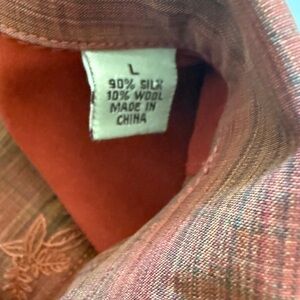 L
90% SILK
10% WOOL
MADE IN
CHINA